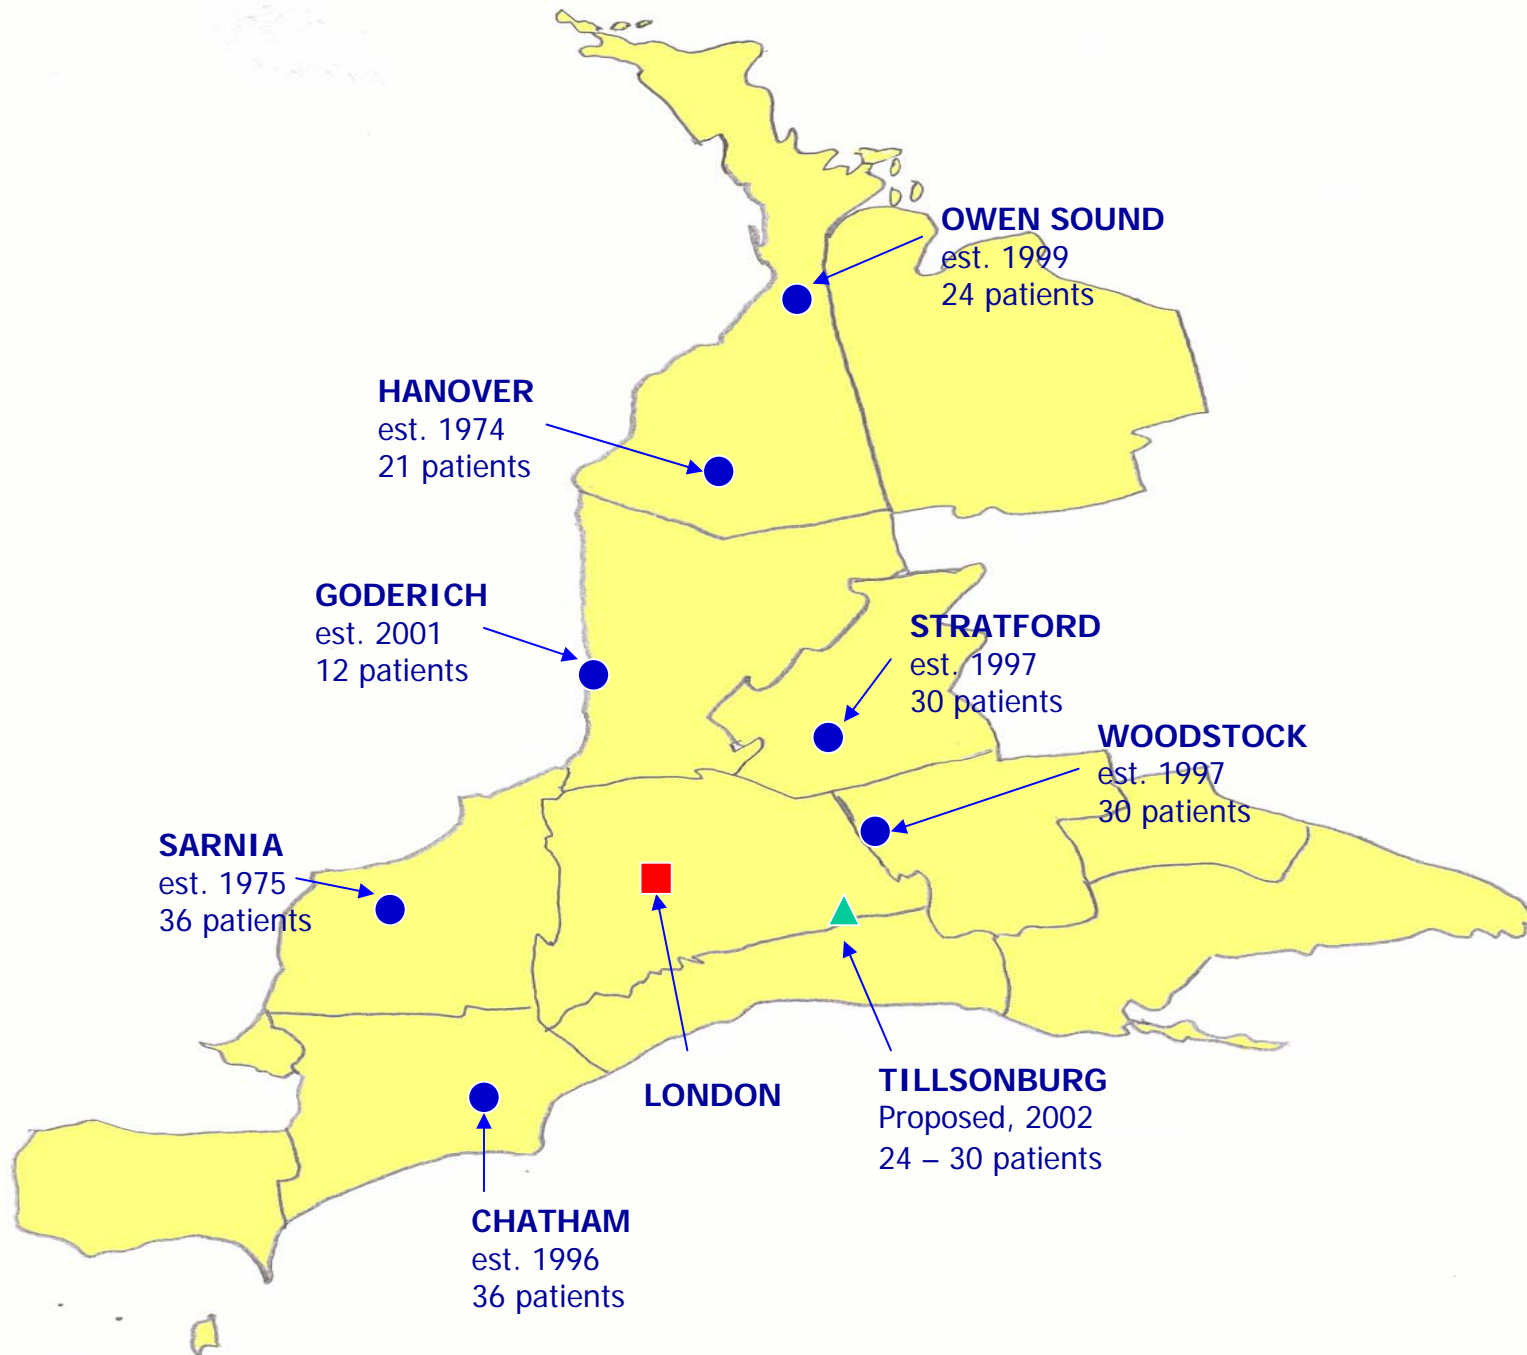 OWEN SOUND
est. 1999
24 patients
HANOVER
est. 1974
21 patients
GODERICH
est. 2001
12 patients
STRATFORD
est. 1997
30 patients
WOODSTOCK
est. 1997
30 patients
SARNIA
est. 1975
36 patients
LONDON
TILLSONBURG
Proposed, 2002
24 – 30 patients
CHATHAM
est. 1996
36 patients